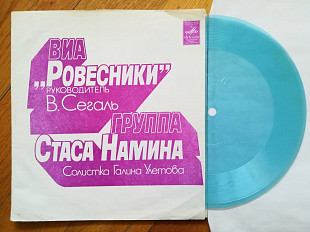 ВИА
„РОВЕСНИКИ”
РУКОВОДИТЕЛЬ
В. СЕГАЛЬ
ГРУППА
СТАСА НАМИНА
Солистка Галина Улетова